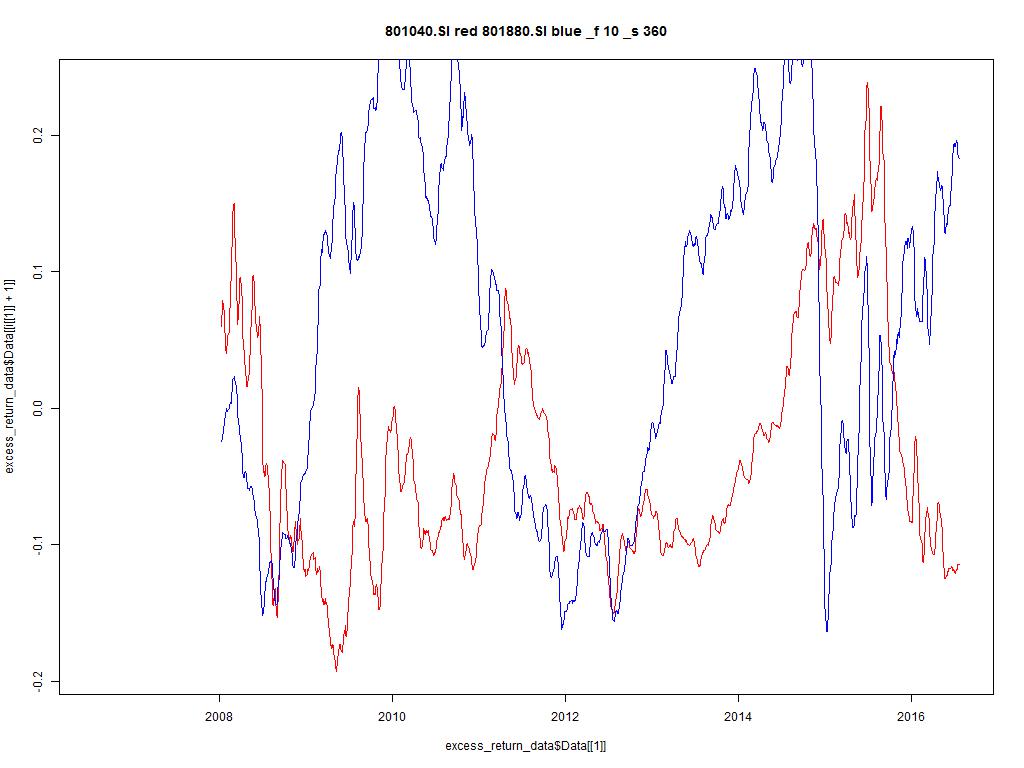 801040.SI red 801880.SI blue _f 10 _s 360
excess_return_data$Data[[i[[1]] + 1]]
0.2
0.1
0.0
-0.1
-0.2
2008 2010 2012 2014 2016
excess_return_data$Data[[1]]